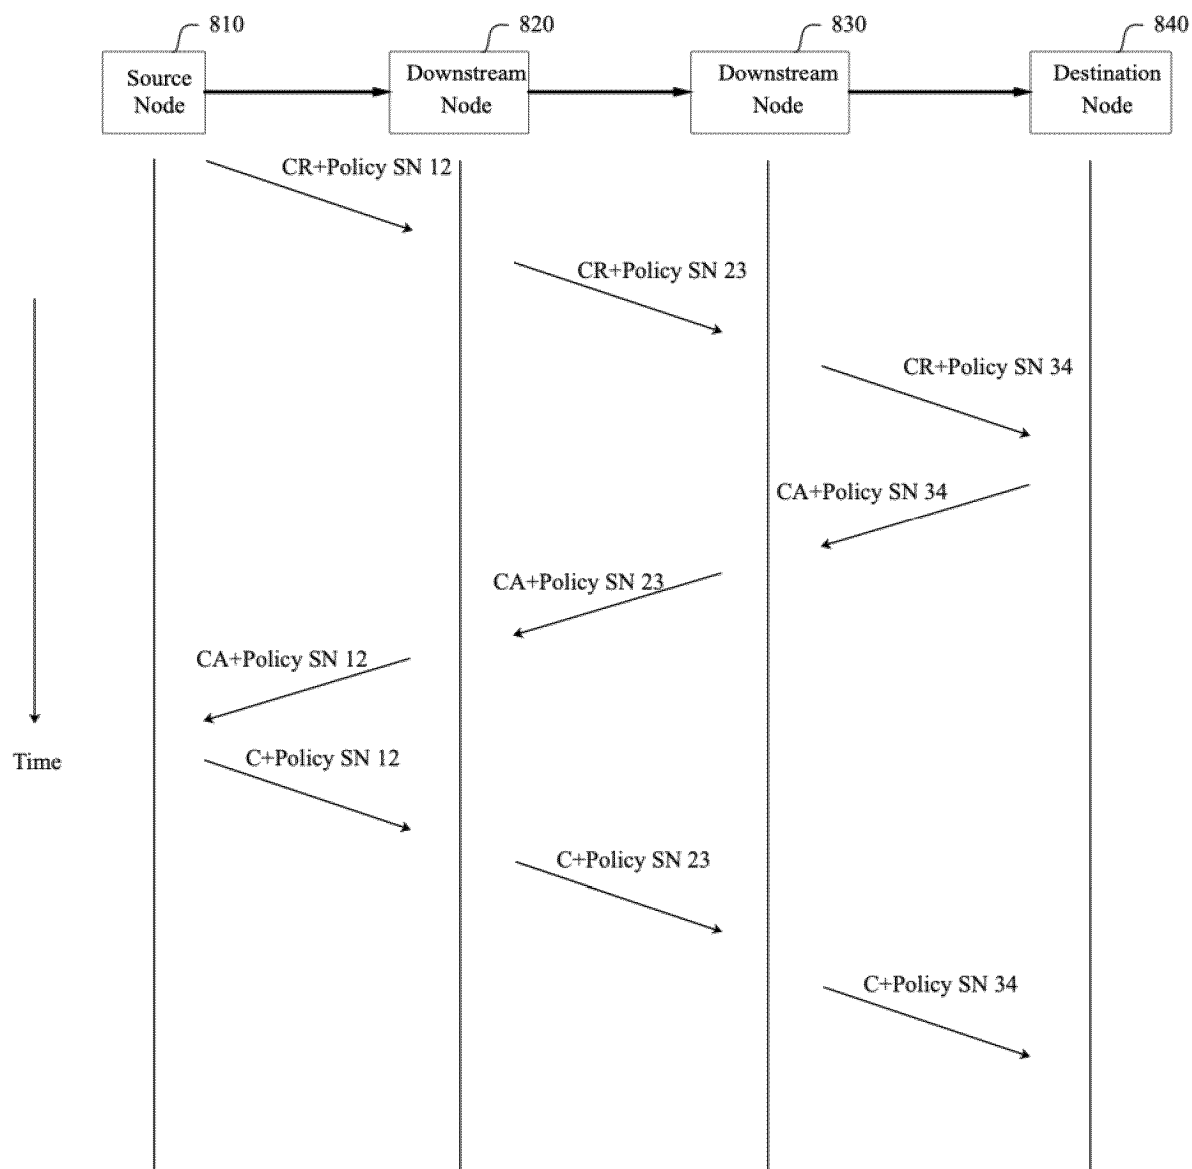 810
820
830
840
Source
Node
Downstream
Node
Downstream
Node
Destination
Node
CR+Policy SN 12
CR+Policy SN 23
CR+Policy SN 34
CA+Policy SN 34
CA+Policy SN 23
CA+Policy SN 12
Time
C+Policy SN 12
C+Policy SN 23
C+Policy SN 34